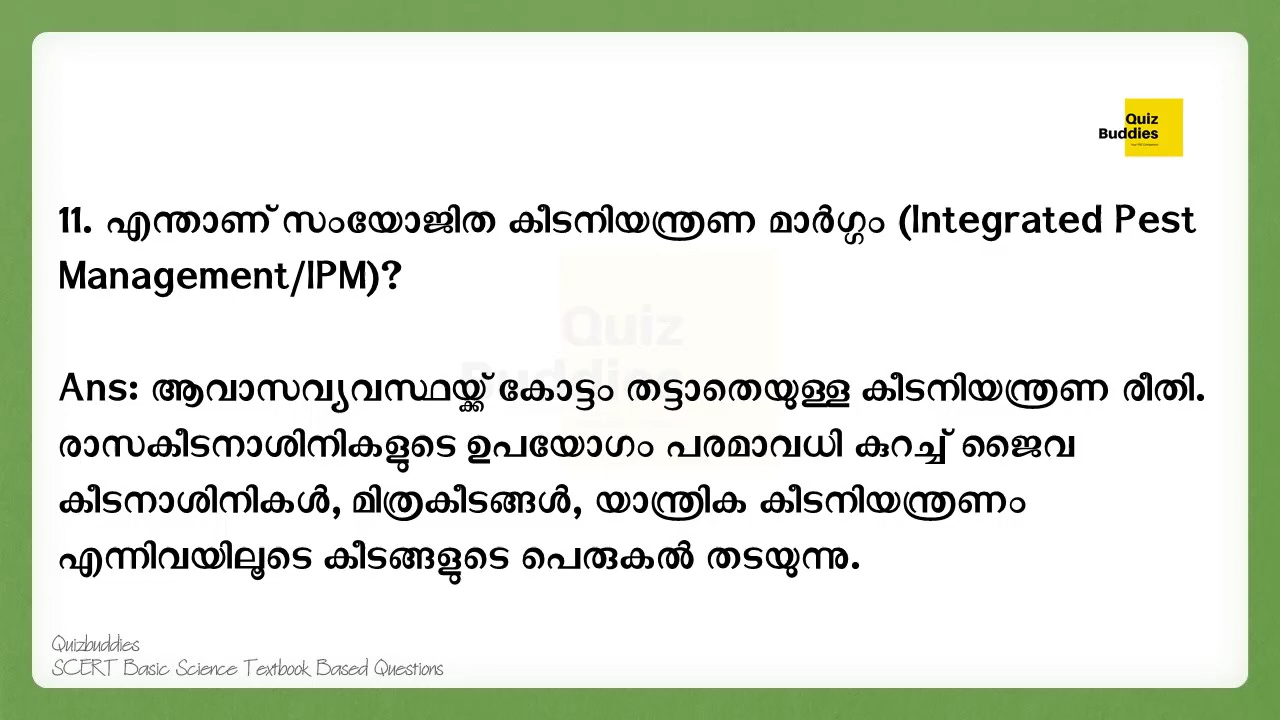 Quiz
Buddies
11. എന്താണ് സംയോജിത കീടനിയന്ത്രണ മാർഗ്ഗം (Integrated Pest
Management/IPM)?
Quiz
Buddies
Ans: ആവാസവ്യവസ്ഥയ്ക്ക് കോട്ടം തട്ടാതെയുള്ള കീടനിയന്ത്രണ രീതി.
രാസകീടനാശിനികളുടെ ഉപയോഗം പരമാവധി കുറച്ച് ജൈവ
കീടനാശിനികൾ, മിത്രകീടങ്ങൾ, യാന്ത്രിക കീടനിയന്ത്രണം
എന്നിവയിലൂടെ കീടങ്ങളുടെ പെരുകൽ തടയുന്നു.
Quizbuddies
SCERT Basic Science Textbook Based Questions